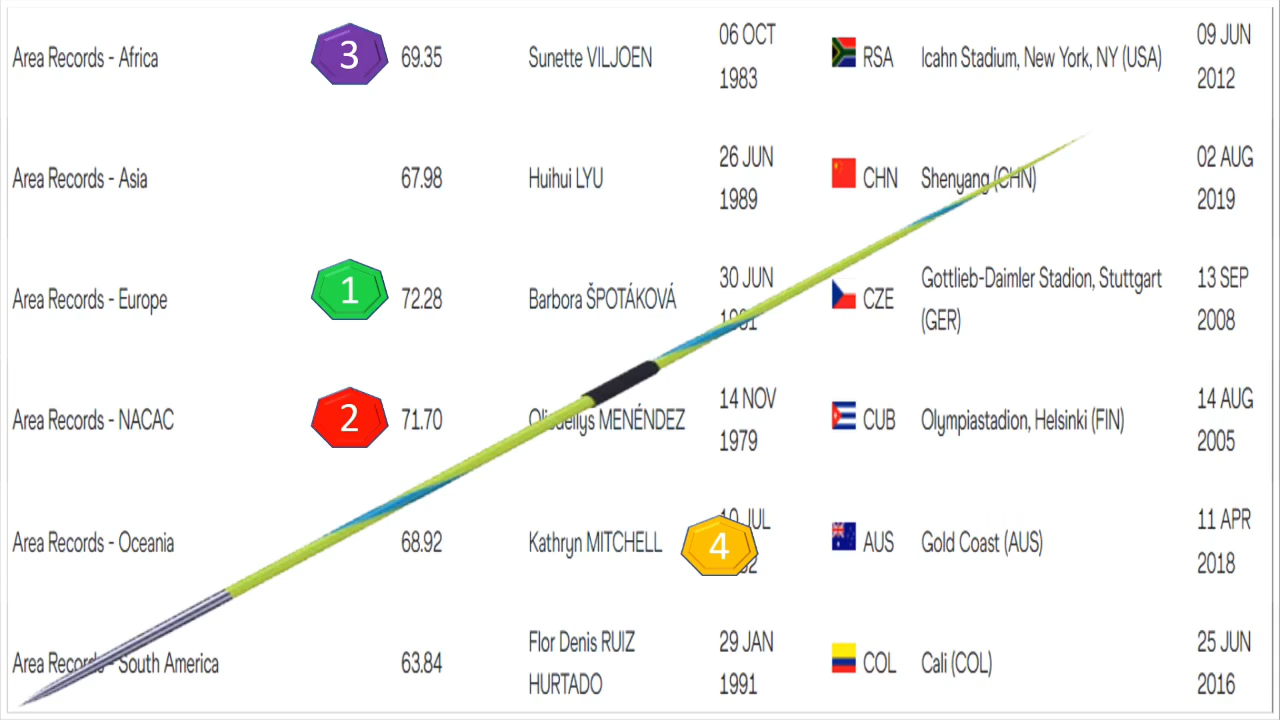 Area Records - Africa 3 69.35 Sunette VILJOEN 06 OCT 1983 RSA Icahn Stadium, New York, NY (USA) 09 JUN 2012
Area Records - Asia 67.98 Huihui LYU 26 JUN 1989 CHN Shenyang (CHN) 02 AUG 2019
Area Records - Europe 1 72.28 Barbora ŠPOTÁKOVÁ 30 JUN CZE Gottlieb-Daimler Stadion, Stuttgart (GER) 13 SEP 2008
Area Records - NACAC 2 71.70 MENÉNDEZ 14 NOV 1979 CUB Olympiastadion, Helsinki (FIN) 14 AUG 2005
Area Records - Oceania 68.92 Kathryn MITCHELL 4 JUL AUS Gold Coast (AUS) 11 APR 2018
Area Records - South America 63.84 Flor Denis RUIZ HURTADO 29 JAN 1991 COL Cali (COL) 25 JUN 2016